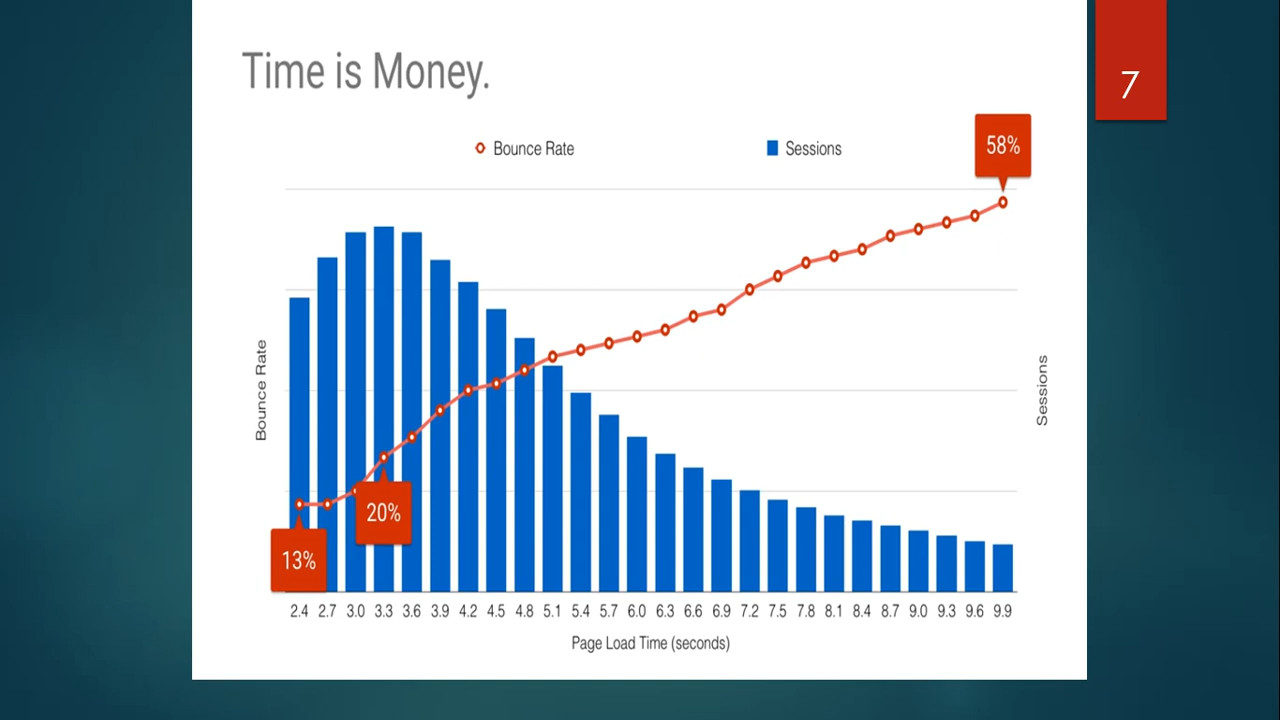 Time is Money.
7
Bounce Rate
Sessions
58%
Bounce Rate
Sessions
20%
13%
2.4 2.7 3.0 3.3 3.6 3.9 4.2 4.5 4.8 5.1 5.4 5.7 6.0 6.3 6.6 6.9 7.2 7.5 7.8 8.1 8.4 8.7 9.0 9.3 9.6 9.9
Page Load Time (seconds)